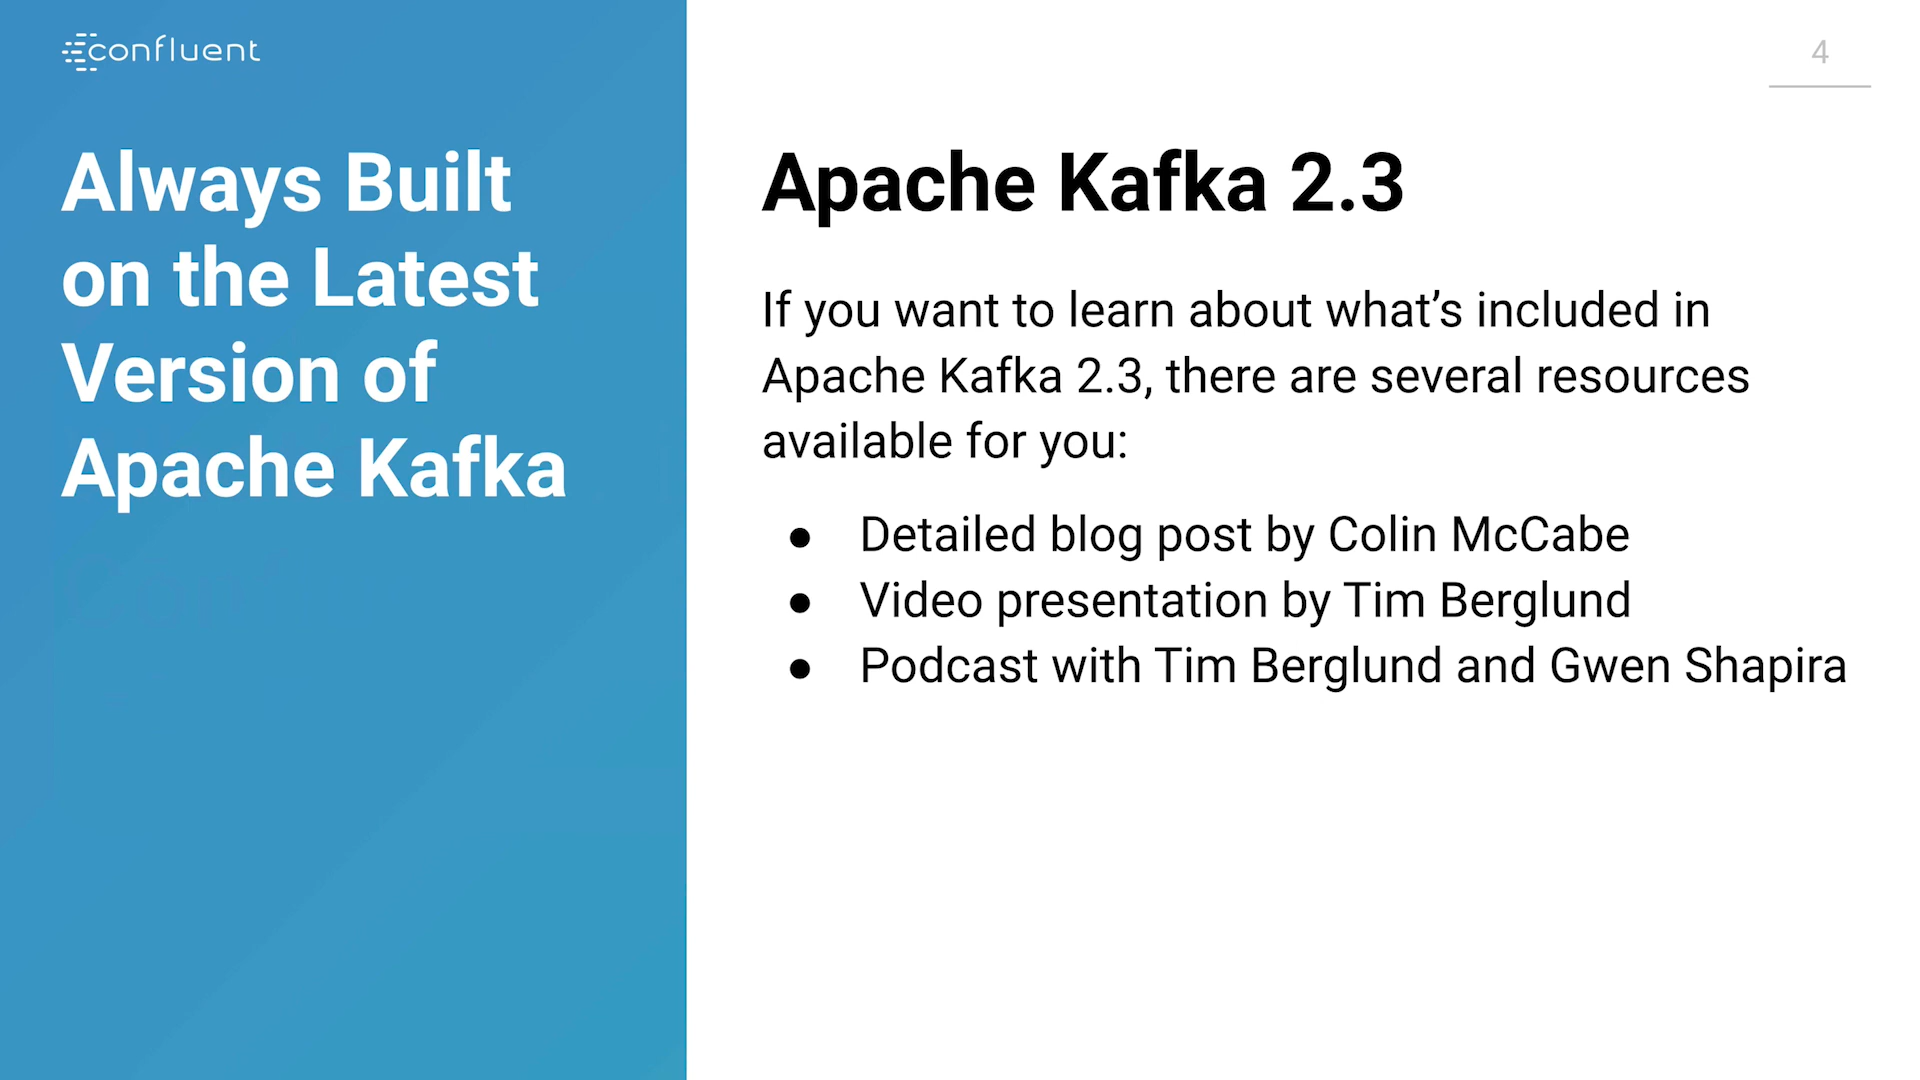 confluent
4
Always Built
on the Latest
Version of
Apache Kafka
Apache Kafka 2.3
If you want to learn about what’s included in
Apache Kafka 2.3, there are several resources
available for you:
● Detailed blog post by Colin McCabe
● Video presentation by Tim Berglund
● Podcast with Tim Berglund and Gwen Shapira